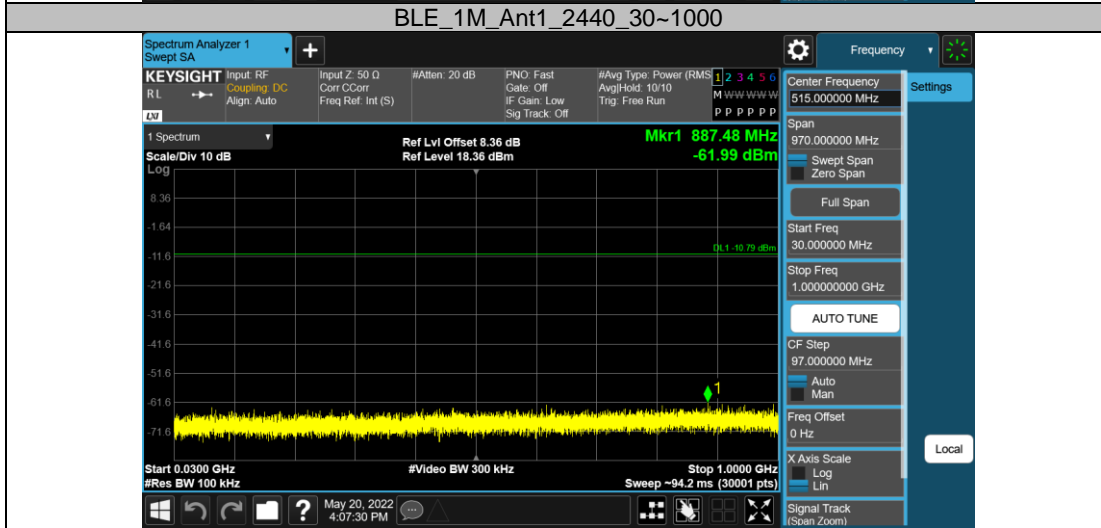 BLE_1M_Ant1_2440_30~1000
Spectrum Analyzer 1
Swept SA
+
Frequency
KEYSIGHT
R L
LXI
Input: RF
Coupling: DC
Align: Auto
Input Z: 50 Ω
Corr CCorr
Freq Ref: Int (S)
#Atten: 20 dB
PNO: Fast
Gate: Off
IF Gain: Low
Sig Track: Off
#Avg Type: Power (RMS
Avg|Hold: 10/10
Trig: Free Run
1 2 3 4 5 6
M W W W W W
P P P P P P
1 Spectrum
Scale/Div 10 dB
Log
Ref Lvl Offset 8.36 dB
Ref Level 18.36 dBm
Mkr1 887.48 MHz
-61.99 dBm
8.36
-1.64
-11.6
-21.6
-31.6
-41.6
-51.6
-61.6
-71.6
DL1 -10.79 dBm
1
Start 0.0300 GHz
#Res BW 100 kHz
#Video BW 300 kHz
Stop 1.0000 GHz
Sweep ~94.2 ms (30001 pts)
Center Frequency
515.000000 MHz
Span
970.000000 MHz
Swept Span
Zero Span
Full Span
Start Freq
30.000000 MHz
Stop Freq
1.000000000 GHz
AUTO TUNE
CF Step
97.000000 MHz
Auto
Man
Freq Offset
0 Hz
X Axis Scale
Log
Lin
Signal Track
(Span Zoom)
Settings
Local
?
May 20, 2022
4:07:30 PM